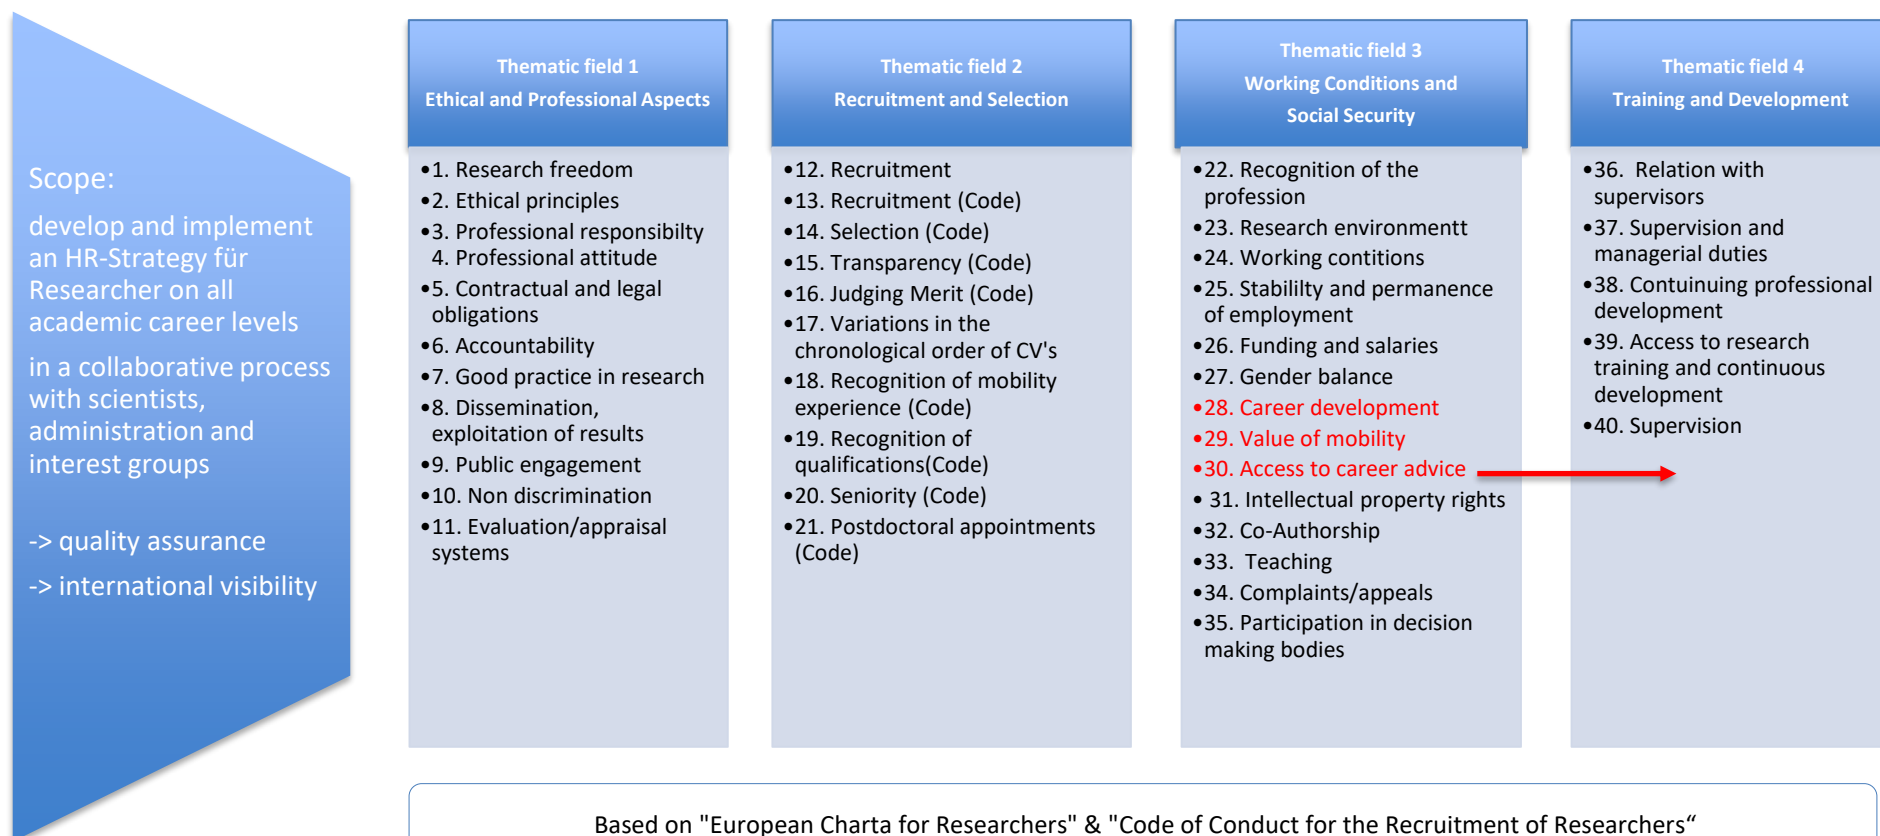 Scope:
develop and implement
an HR-Strategy für
Researcher on all
academic career levels
in a collaborative process
with scientists,
administration and
interest groups
-> quality assurance
-> international visibility
Thematic field 1
Ethical and Professional Aspects
•1. Research freedom
•2. Ethical principles
•3. Professional responsibilty
4. Professional attitude
•5. Contractual and legal
obligations
•6. Accountability
•7. Good practice in research
•8. Dissemination,
exploitation of results
•9. Public engagement
•10. Non discrimination
•11. Evaluation/appraisal
systems
Thematic field 2
Recruitment and Selection
•12. Recruitment
•13. Recruitment (Code)
•14. Selection (Code)
•15. Transparency (Code)
•16. Judging Merit (Code)
•17. Variations in the
chronological order of CV's
•18. Recognition of mobility
experience (Code)
•19. Recognition of
qualifications(Code)
•20. Seniority (Code)
•21. Postdoctoral appointments
(Code)
Thematic field 3
Working Conditions and
Social Security
•22. Recognition of the
profession
•23. Research environmentt
•24. Working contitions
•25. Stabililty and permanence
of employment
•26. Funding and salaries
•27. Gender balance
•28. Career development
•29. Value of mobility
•30. Access to career advice
• 31. Intellectual property rights
•32. Co-Authorship
•33.  Teaching
•34. Complaints/appeals
•35. Participation in decision
making bodies
Thematic field 4
Training and Development
•36.  Relation with
supervisors
•37. Supervision and
managerial duties
•38. Contuinuing professional
development
•39. Access to research
training and continuous
development
•40. Supervision
Based on "European Charta for Researchers" & "Code of Conduct for the Recruitment of Researchers“